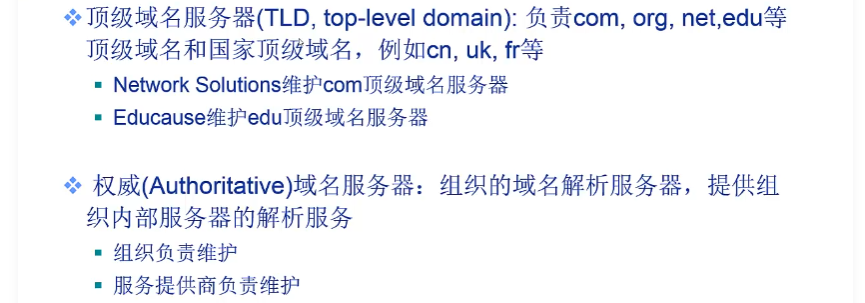 ❖顶级域名服务器(TLD, top-level domain): 负责com, org, net,edu等
顶级域名和国家顶级域名，例如cn, uk, fr等
▪ Network Solutions维护com顶级域名服务器
▪ Educause维护edu顶级域名服务器
❖ 权威(Authoritative)域名服务器：组织的域名解析服务器，提供组
织内部服务器的解析服务
▪ 组织负责维护
▪ 服务提供商负责维护